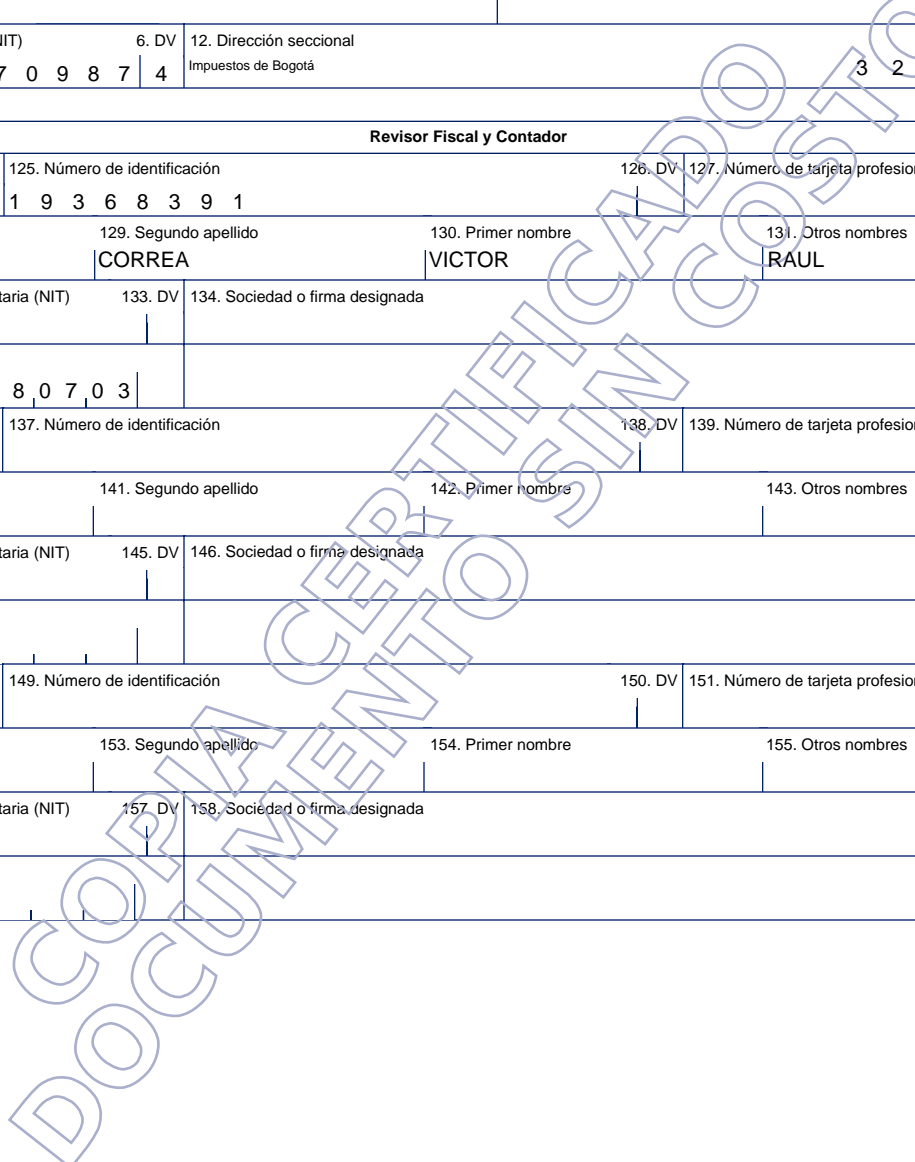 NIT) 6. DV 12. Dirección seccional
7 0 9 8 7 4 Impuestos de Bogotá 3 2
Revisor Fiscal y Contador
125. Número de identificación 126. DV 127. Número de tarjeta profesion
1 9 3 6 8 3 9 1
129. Segundo apellido 130. Primer nombre 131. Otros nombres
CORREA VICTOR RAUL
taria (NIT) 133. DV 134. Sociedad o firma designada
8 0 7 0 3
137. Número de identificación 138. DV 139. Número de tarjeta profesion
141. Segundo apellido 142. Primer nombre 143. Otros nombres
taria (NIT) 145. DV 146. Sociedad o firma designada
149. Número de identificación 150. DV 151. Número de tarjeta profesion
153. Segundo apellido 154. Primer nombre 155. Otros nombres
taria (NIT) 157. DV 158. Sociedad o firma designada
COPIA CERTIFICADO
DOCUMENTO SIN COSTO